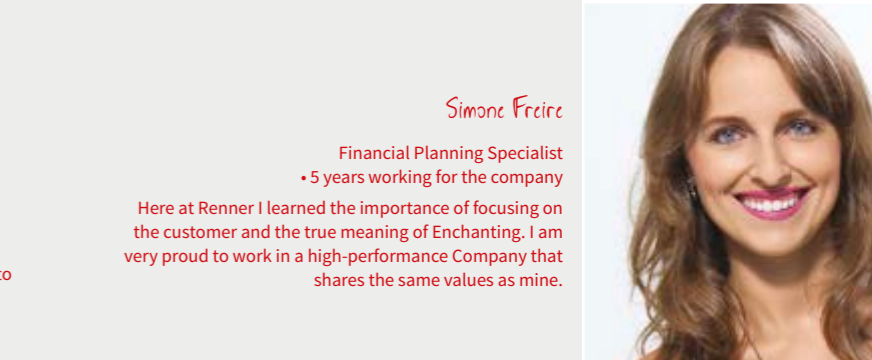 Simone Freire
Financial Planning Specialist
• 5 years working for the company
Here at Renner I learned the importance of focusing on
the customer and the true meaning of Enchanting. I am
very proud to work in a high-performance Company that
to
shares the same values as mine.